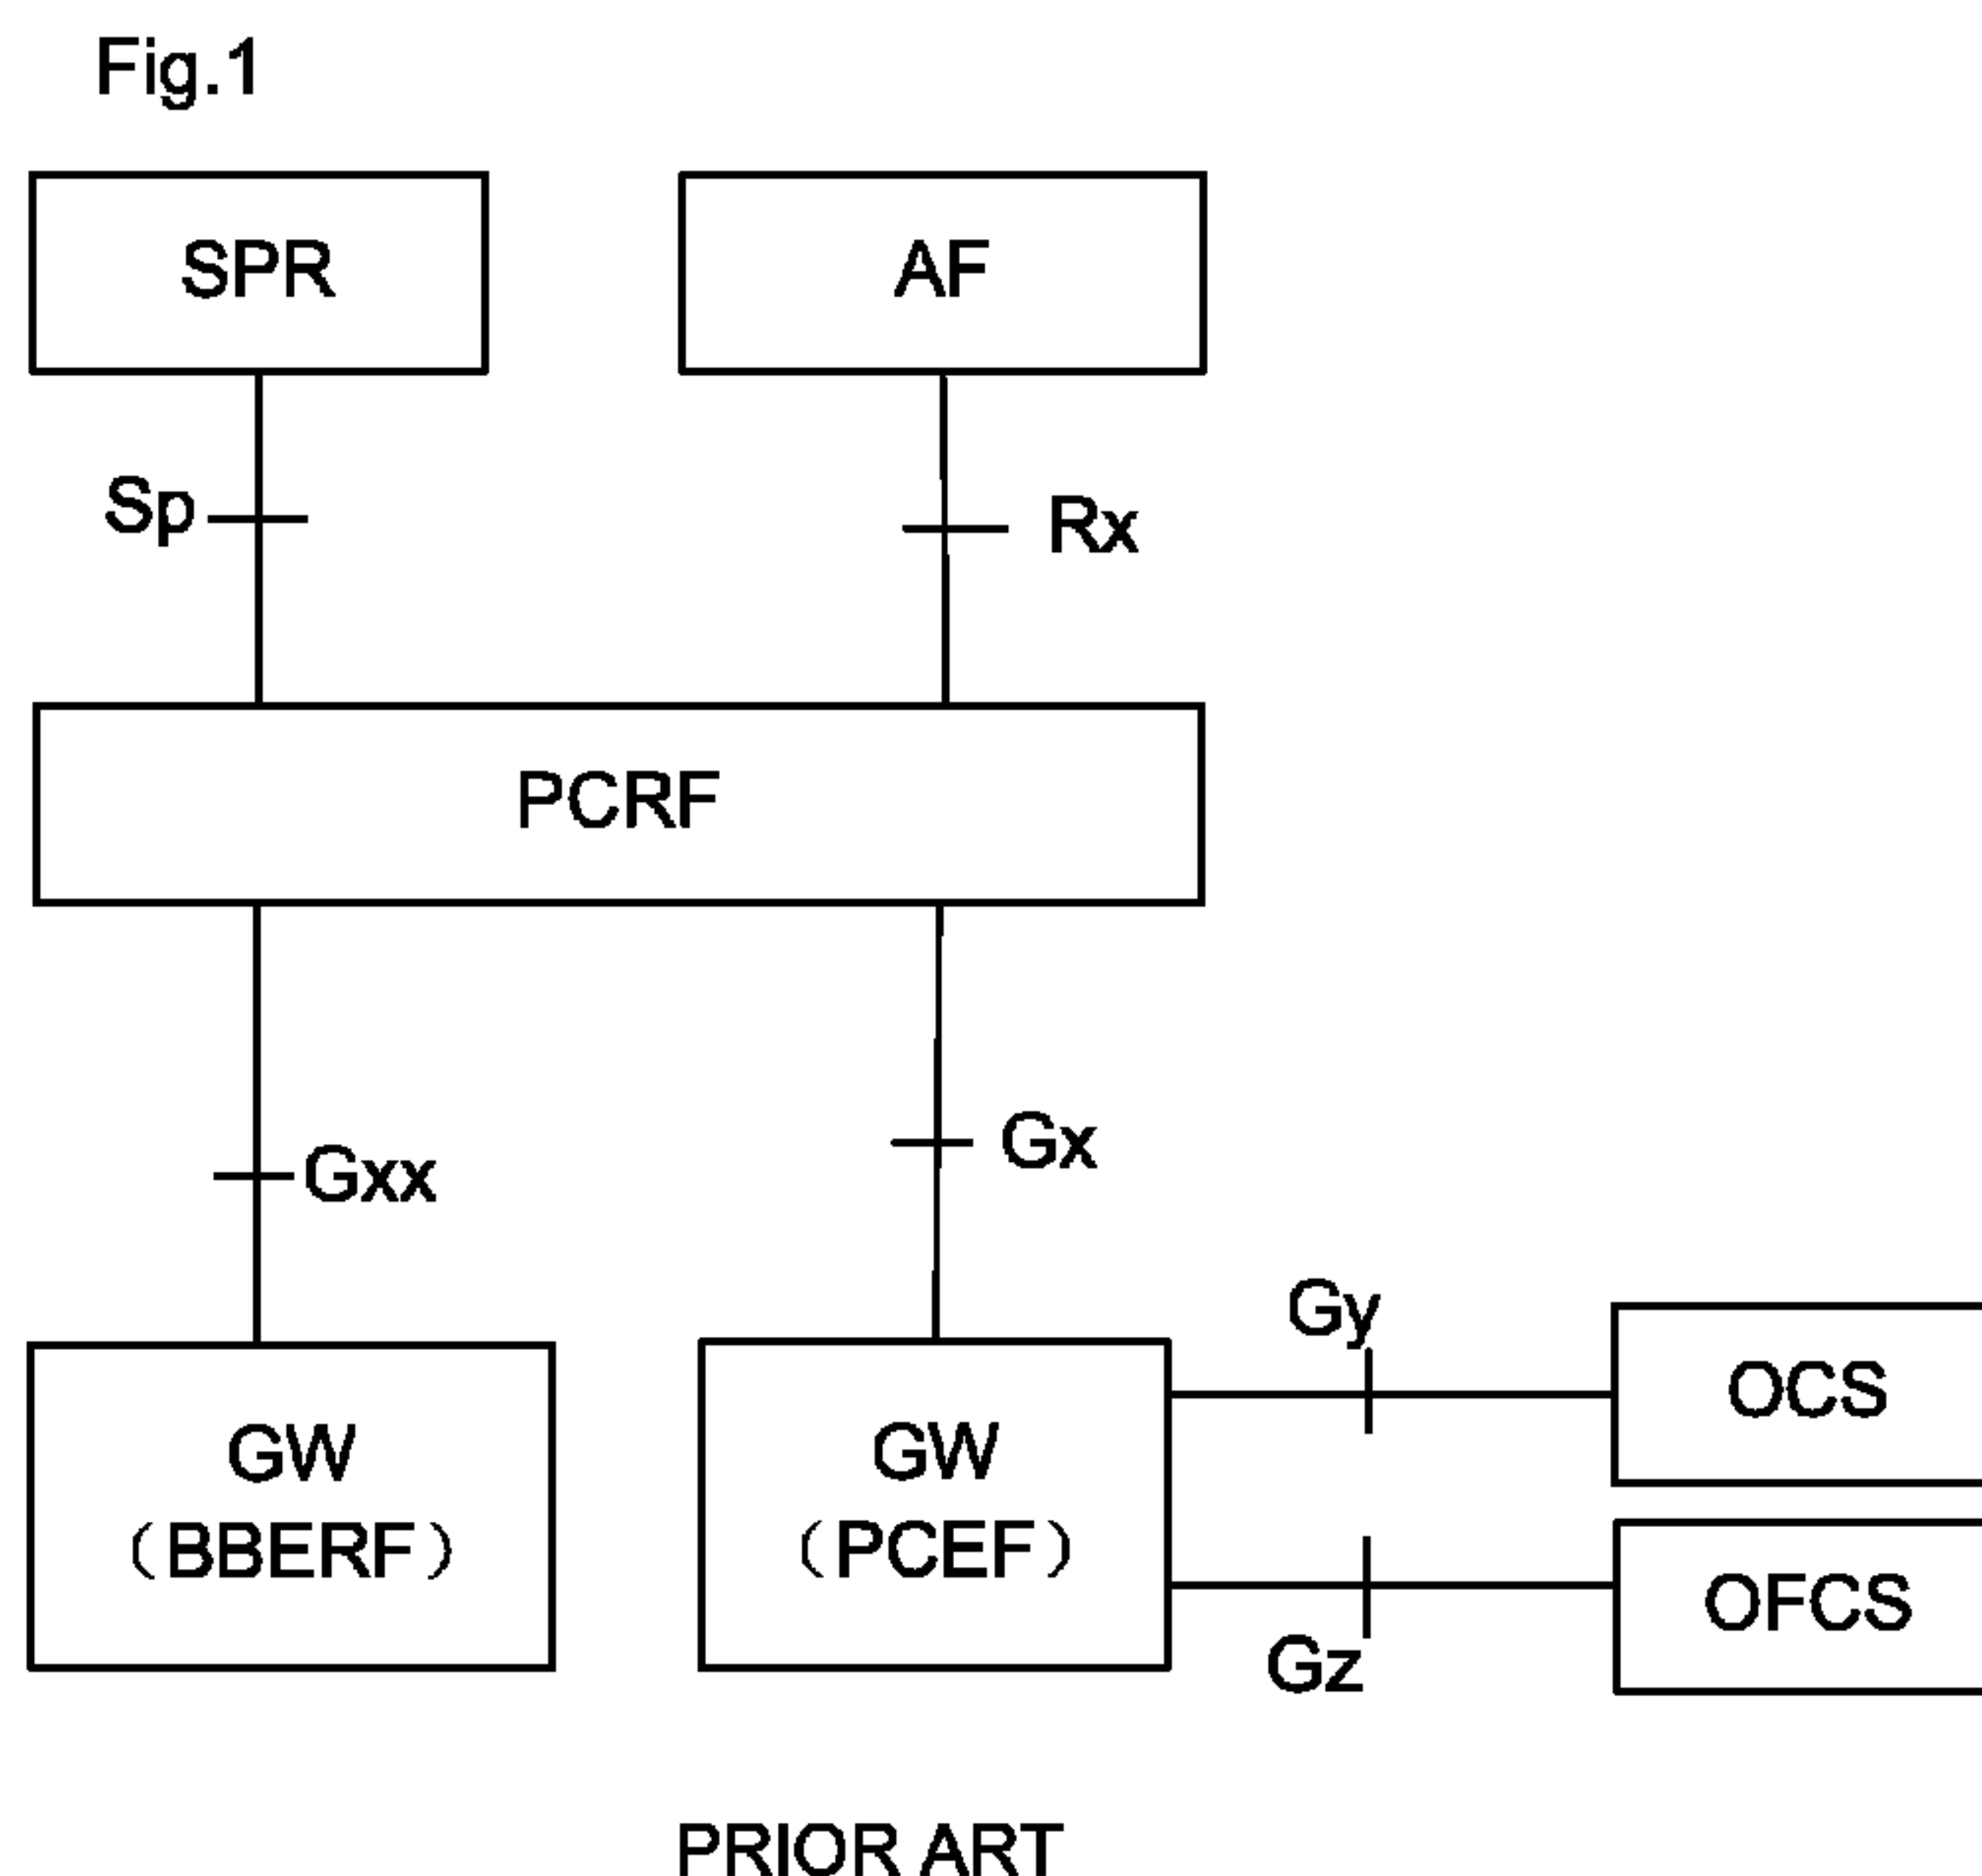 Fig.1
SPR
AF
Sp
Rx
PCRF
Gxx
Gx
Gy
OCS
GW
（BBERF）
GW
（PCEF）
OFCS
Gz
PRIOR ART